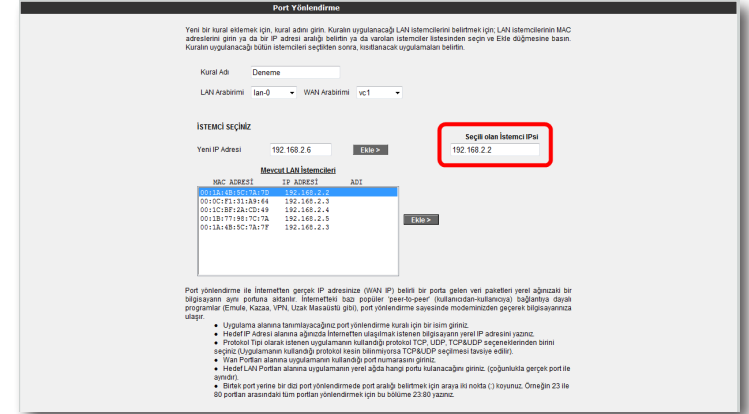 Port Yönlendirme
Yeni bir kural eklemek için, kural adını girin. Kuralın uygulanacağı LAN istemcilerini belirtmek için; LAN istemcilerinin MAC
adreslerini girin ya da bir IP adresi aralığı belirtin ya da varolan istemciler listesinden seçin ve Ekle düğmesine basın.
Kuralın uygulanacağı bütün istemcileri seçtikten sonra, kısıtlanacak uygulamaları belirtin.
Kural Adı Deneme
LAN Arabirimi lan-0 WAN Arabirimi vc1
İSTEMCİ SEÇİNİZ
Seçili olan İstemci IPsi
Yeni IP Adresi 192.168.2.6 Ekle > 192.168.2.2
Mevcut LAN İstemcileri
MAC ADRESİ IP ADRESİ ADI
00:1A:4B:5C:7A:7D 192.168.2.2
00:0C:F1:31:A9:64 192.168.2.3
00:1C:BF:2A:CD:49 192.168.2.4
00:1B:77:98:7C:7A 192.168.2.5
00:1A:4B:5C:7A:7F 192.168.2.3
Ekle >
Port yönlendirme ile İnternetten gerçek IP adresinize (WAN IP) belirli bir porta gelen veri paketleri yerel ağınızaki bir
bilgisayarın aynı portuna aktarılır. İnternetteki bazı popüler 'peer-to-peer' (kullanıcıdan-kullanıcıya) bağlantıya dayalı
programlar (Emule, Kazaa, VPN, Uzak Masaüstü gibi), port yönlendirme sayesinde modeminizden geçerek bilgisayarınıza
ulaşır.
• Uygulama alanına tanımlayacağınız port yönlendirme kuralı için bir isim giriniz.
• Hedef IP Adresi alanına ağınızda İnternetten ulaşılmak istenen bilgisayarın yerel IP adresini yazınız.
• Protokol Tipi olarak istenen uygulamanın kullandığı protokol TCP, UDP, TCP&UDP seçeneklerinden birini
seçiniz.(Uygulamanın kullandığı protokol kesin bilinmiyorsa TCP&UDP seçilmesi tavsiye edilir).
• Wan Portları alanına uygulamanın kullandığı port numarasını giriniz.
• Hedef LAN Portları alanına uygulamanın yerel ağda hangi portu kulanacağını giriniz. (çoğunlukla gerçek port ile
aynıdır).
• Birtek port yerine bir dizi port yönlendirmede port aralığı belirtmek için araya iki nokta (:) koyunuz. Örneğin 23 ile
80 portları arasındaki tüm portları yönlendirmek için bu bölüme 23:80 yazınız.